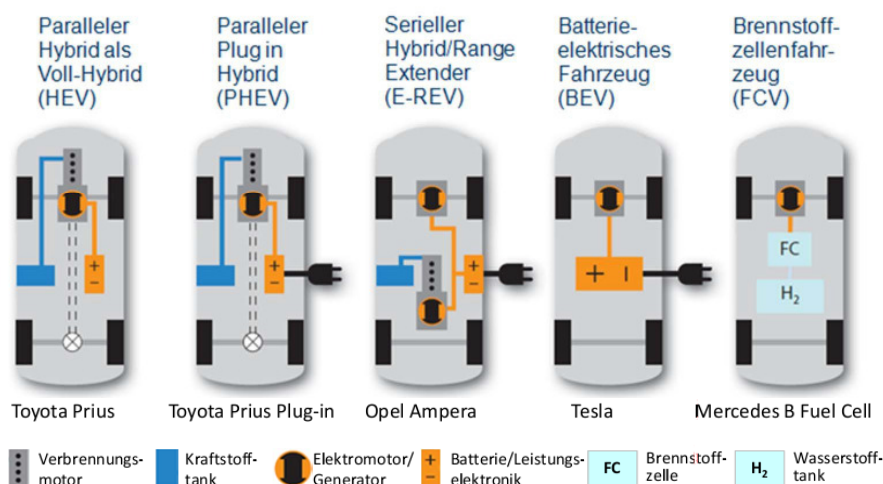 Paralleler
Hybrid als
Voll-Hybrid
(HEV)
Paralleler
Plug in
Hybrid
(PHEV)
Serieller
Hybrid/Range
Extender
(E-REV)
Batterie-
elektrisches
Fahrzeug
(BEV)
Brennstoff-
zellenfahr-
zeug
(FCV)
+
−
+
−
+
−
+ −
FC
H₂
Toyota Prius
Toyota Prius Plug-in
Opel Ampera
Tesla
Mercedes B Fuel Cell
Verbrennungs-
motor
Kraftstoff-
tank
Elektromotor/
Generator
+
−
Batterie/Leistungs-
elektronik
FC
Brennstoff-
zelle
H₂
Wasserstoff-
tank